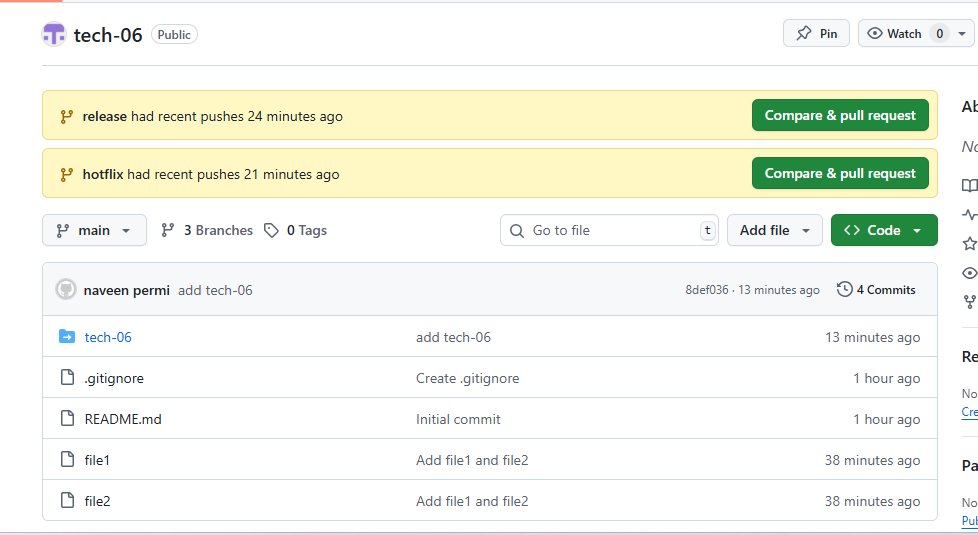 tech-06 Public Pin Watch 0
release had recent pushes 24 minutes ago Compare & pull request
hotflix had recent pushes 21 minutes ago Compare & pull request
main 3 Branches 0 Tags Go to file t Add file <> Code
naveen permi add tech-06 8def036 · 13 minutes ago 4 Commits
tech-06 add tech-06 13 minutes ago
.gitignore Create .gitignore 1 hour ago
README.md Initial commit 1 hour ago
file1 Add file1 and file2 38 minutes ago
file2 Add file1 and file2 38 minutes ago
Ab
No
Re
No
Cre
Pa
No
Pub